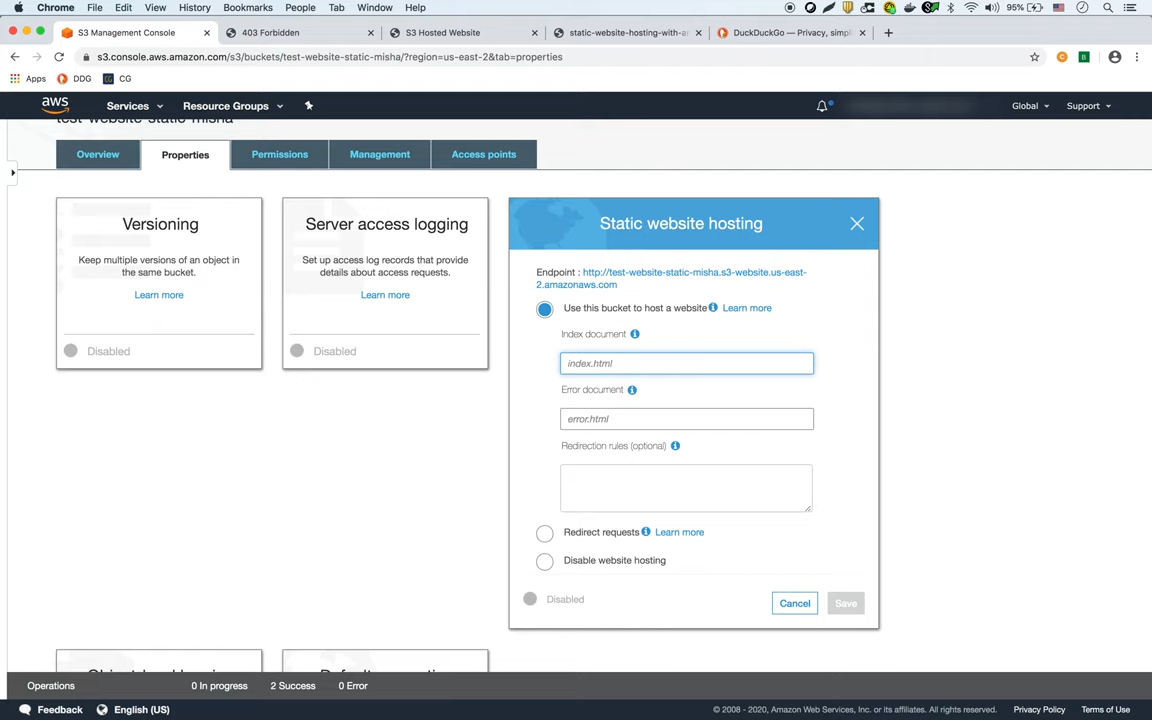 Chrome File Edit View History Bookmarks People Tab Window Help 95%
S3 Management Console 403 Forbidden S3 Hosted Website static-website-hosting-with-a DuckDuckGo — Privacy, simpl
s3.console.aws.amazon.com/s3/buckets/test-website-static-misha/?region=us-east-2&tab=properties
Apps DDG CG
aws Services Resource Groups Global Support
test-website-static-misha
Overview Properties Permissions Management Access points
Versioning
Keep multiple versions of an object in
the same bucket.
Learn more
Disabled
Server access logging
Set up access log records that provide
details about access requests.
Learn more
Disabled
Static website hosting
Endpoint : http://test-website-static-misha.s3-website.us-east-
2.amazonaws.com
Use this bucket to host a website Learn more
Index document
index.html
Error document
error.html
Redirection rules (optional)
Redirect requests Learn more
Disable website hosting
Disabled Cancel Save
Operations 0 In progress 2 Success 0 Error
Feedback English (US) © 2008 - 2020, Amazon Web Services, Inc. or its affiliates. All rights reserved. Privacy Policy Terms of Use